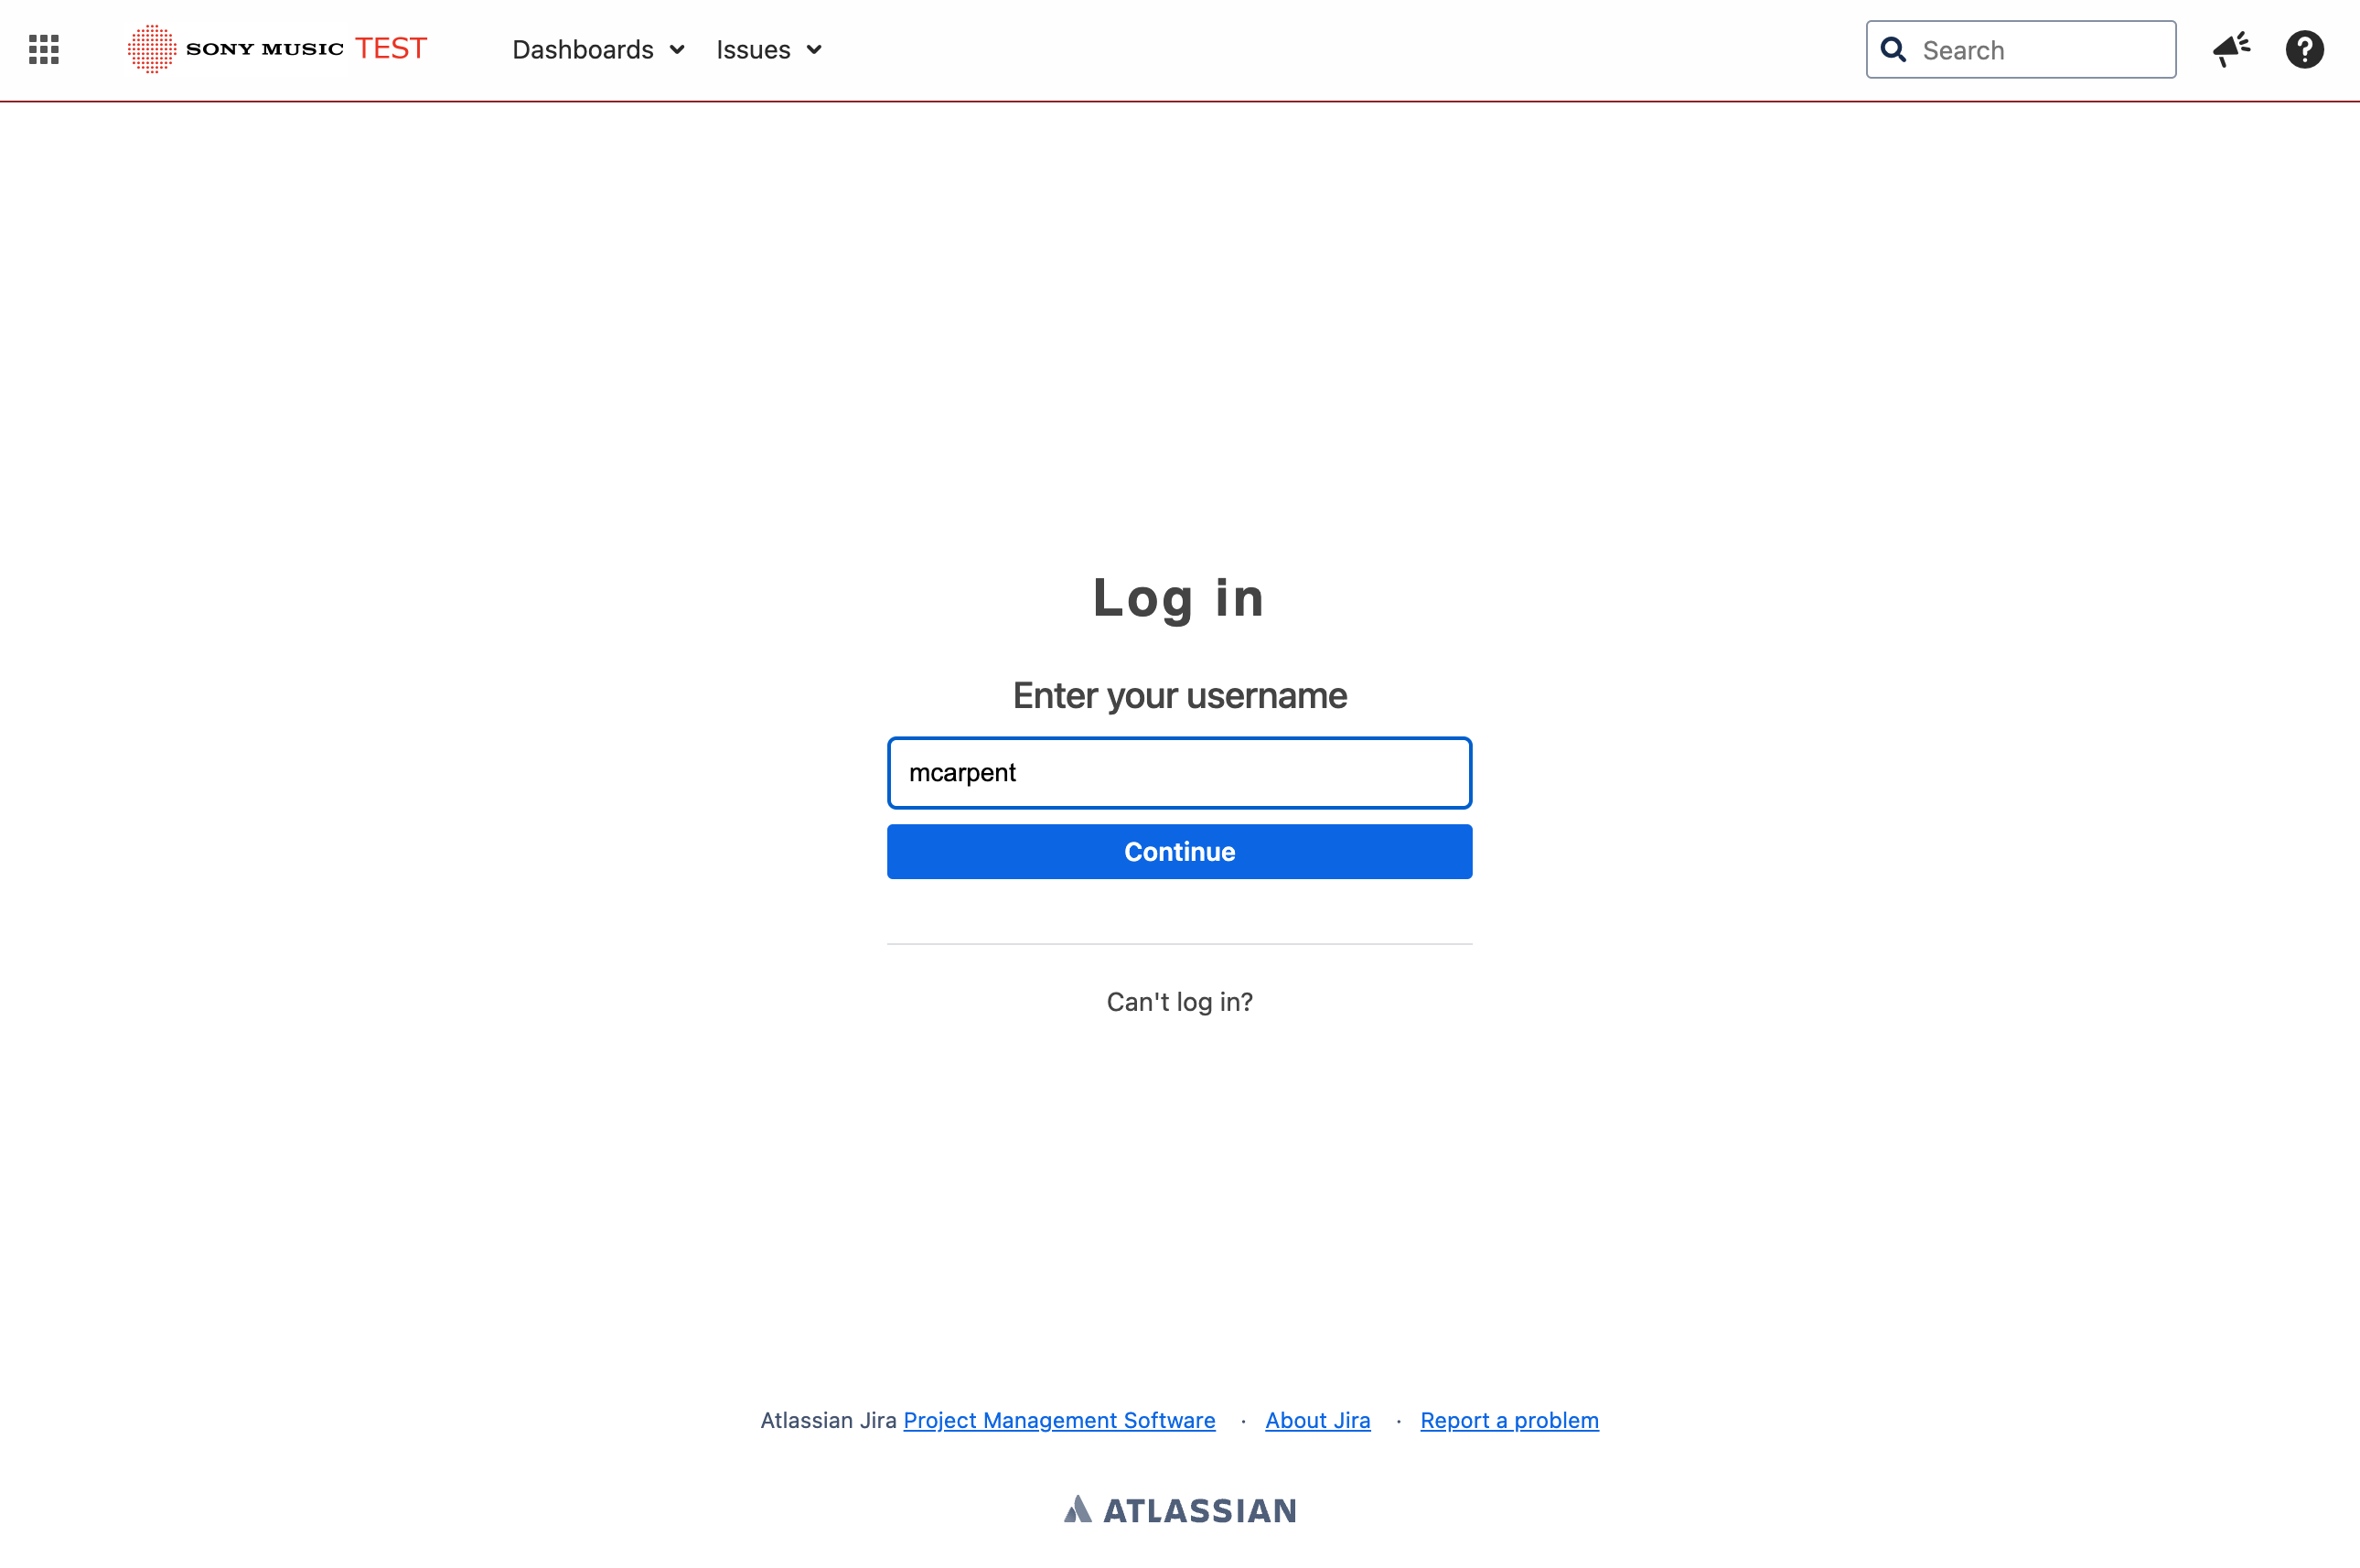 SONY MUSIC TEST Dashboards Issues Search
Log in
Enter your username
mcarpent
Continue
Can't log in?
Atlassian Jira Project Management Software · About Jira · Report a problem
ATLASSIAN